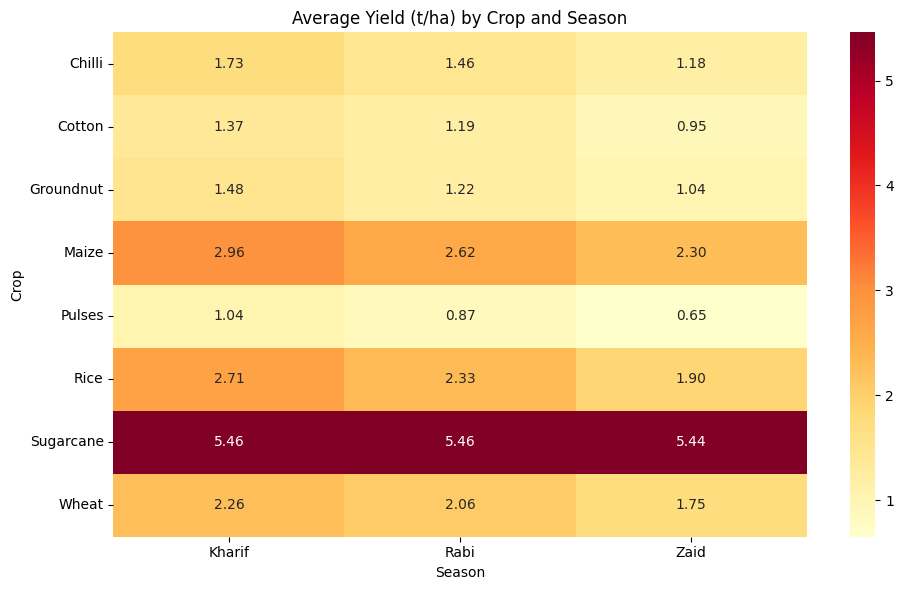 Average Yield (t/ha) by Crop and Season
Crop
Chilli 1.73 1.46 1.18
Cotton 1.37 1.19 0.95
Groundnut 1.48 1.22 1.04
Maize 2.96 2.62 2.30
Pulses 1.04 0.87 0.65
Rice 2.71 2.33 1.90
Sugarcane 5.46 5.46 5.44
Wheat 2.26 2.06 1.75
Kharif Rabi Zaid
Season
5
4
3
2
1